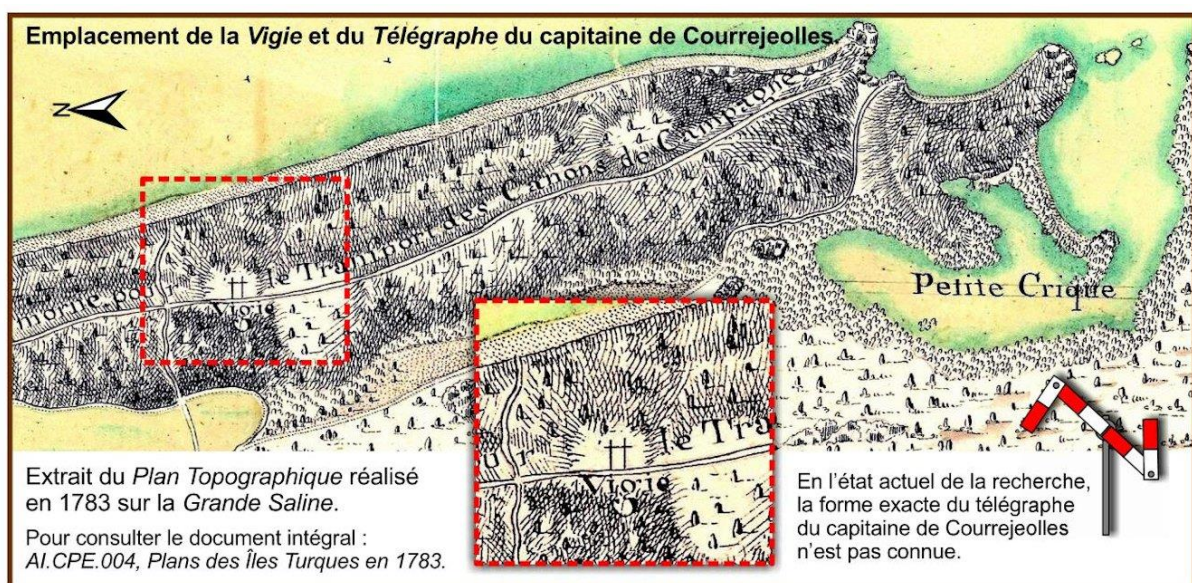 Emplacement de la Vigie et du Télégraphe du capitaine de Courrejeolles.
N
morne pour le Transport des Canons de Campagne
Vigie
Petite Crique
our le Tra
Vigie
Extrait du Plan Topographique réalisé
en 1783 sur la Grande Saline.
Pour consulter le document intégral :
AI.CPE.004, Plans des Îles Turques en 1783.
En l’état actuel de la recherche,
la forme exacte du télégraphe
du capitaine de Courrejeolles
n’est pas connue.